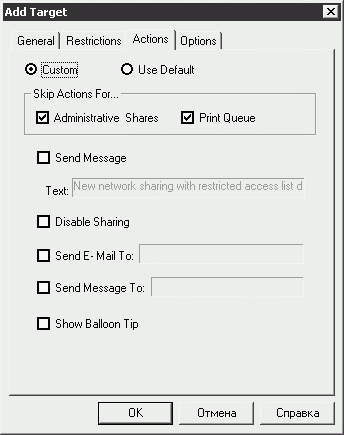 Add Target
General Restrictions Actions Options
Custom Use Default
Skip Actions For...
Administrative Shares Print Queue
Send Message
Text: New network sharing with restricted access list d
Disable Sharing
Send E- Mail To:
Send Message To:
Show Balloon Tip
OK Отмена Справка